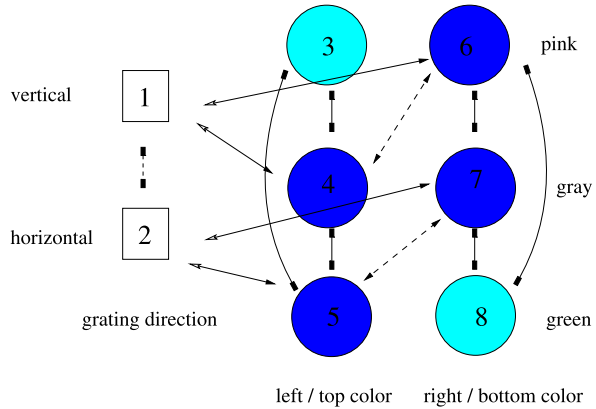 3
6
pink
vertical
1
4
7
gray
horizontal
2
grating direction
5
8
green
left / top color
right / bottom color